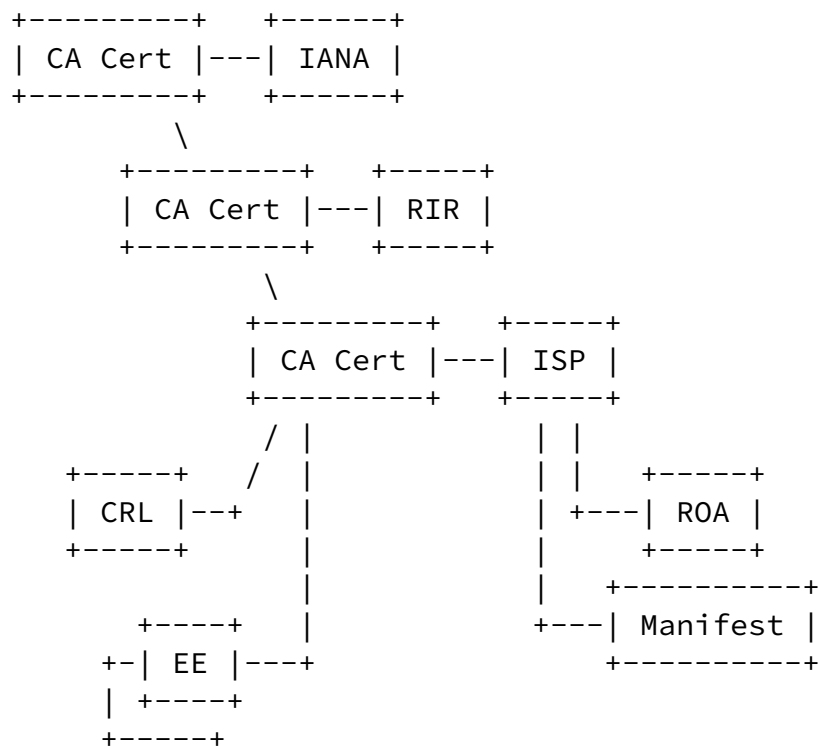 CA Cert IANA
CA Cert RIR
CA Cert ISP
CRL ROA
Manifest
EE